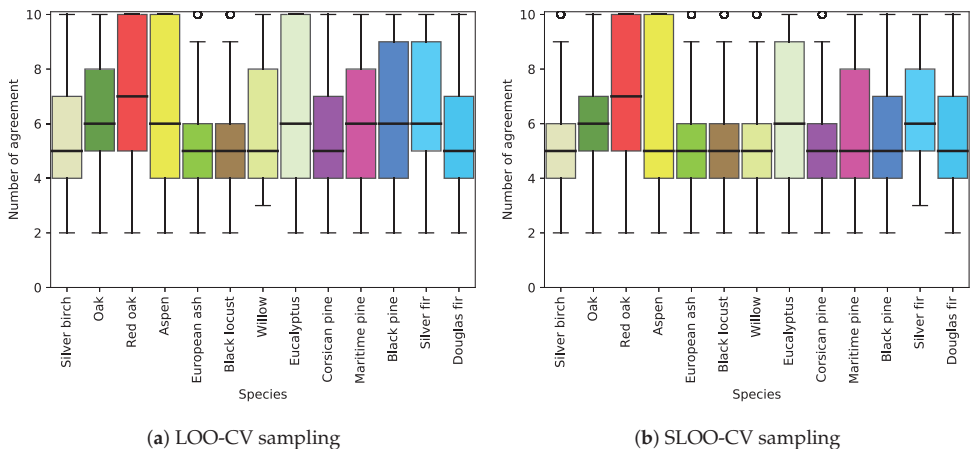 10
8
6
4
2
0
Number of agreement
Silver birch
Oak
Red oak
Aspen
European ash
Black locust
Willow
Eucalyptus
Corsican pine
Maritime pine
Black pine
Silver fir
Douglas fir
Species
(a) LOO-CV sampling
10
8
6
4
2
0
Number of agreement
Silver birch
Oak
Red oak
Aspen
European ash
Black locust
Willow
Eucalyptus
Corsican pine
Maritime pine
Black pine
Silver fir
Douglas fir
Species
(b) SLOO-CV sampling